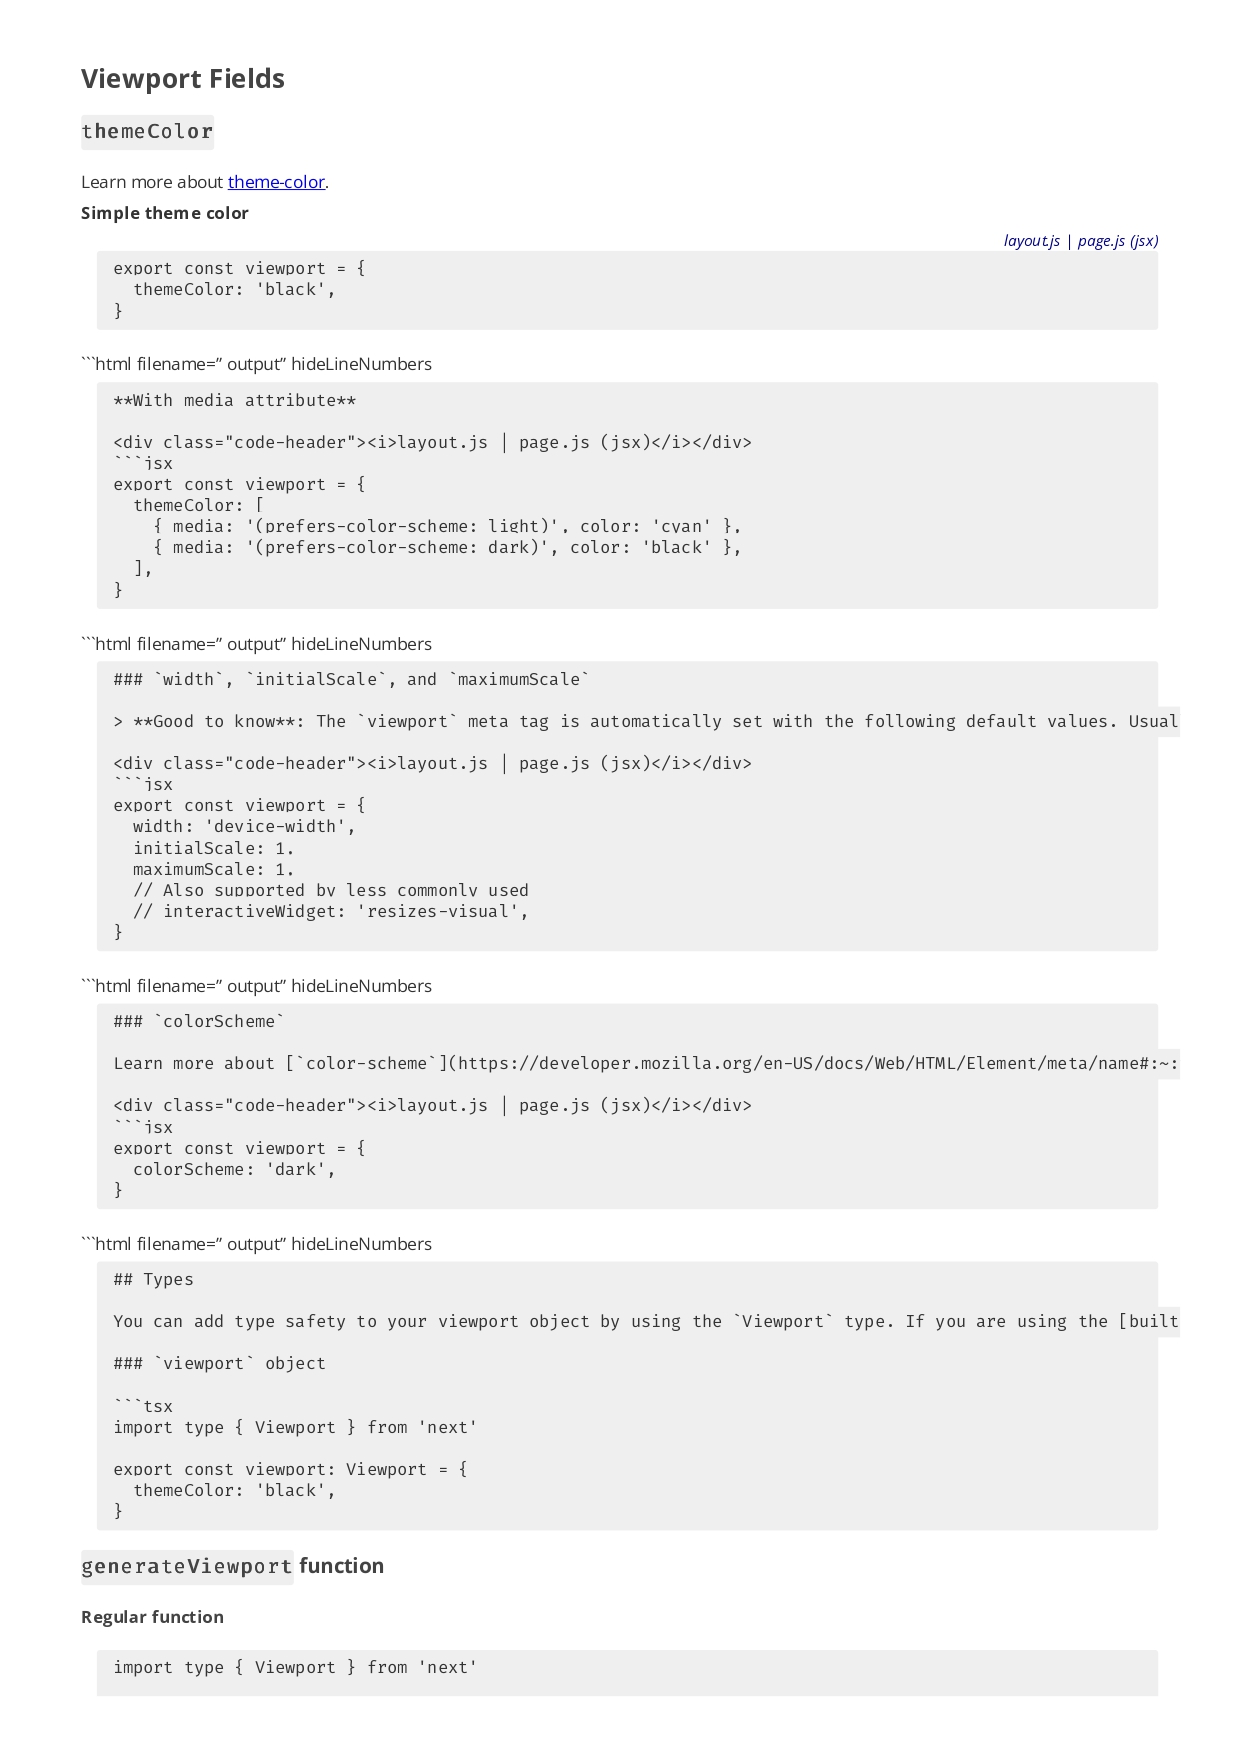 Viewport Fields
themeColor
Learn more about theme-color.
Simple theme color
layout.js | page.js (jsx)
export const viewport = {
  themeColor: 'black',
}
```html filename=” output” hideLineNumbers
**With media attribute**
<div class="code-header"><i>layout.js | page.js (jsx)</i></div>
```jsx
export const viewport = {
  themeColor: [
    { media: '(prefers-color-scheme: light)', color: 'cyan' },
    { media: '(prefers-color-scheme: dark)', color: 'black' },
  ],
}
```html filename=” output” hideLineNumbers
### `width`, `initialScale`, and `maximumScale`
> **Good to know**: The `viewport` meta tag is automatically set with the following default values. Usual
<div class="code-header"><i>layout.js | page.js (jsx)</i></div>
```jsx
export const viewport = {
  width: 'device-width',
  initialScale: 1,
  maximumScale: 1,
  // Also supported by less commonly used
  // interactiveWidget: 'resizes-visual',
}
```html filename=” output” hideLineNumbers
### `colorScheme`
Learn more about [`color-scheme`](https://developer.mozilla.org/en-US/docs/Web/HTML/Element/meta/name#:~:
<div class="code-header"><i>layout.js | page.js (jsx)</i></div>
```jsx
export const viewport = {
  colorScheme: 'dark',
}
```html filename=” output” hideLineNumbers
## Types
You can add type safety to your viewport object by using the `Viewport` type. If you are using the [built
### `viewport` object
```tsx
import type { Viewport } from 'next'
export const viewport: Viewport = {
  themeColor: 'black',
}
generateViewport function
Regular function
import type { Viewport } from 'next'